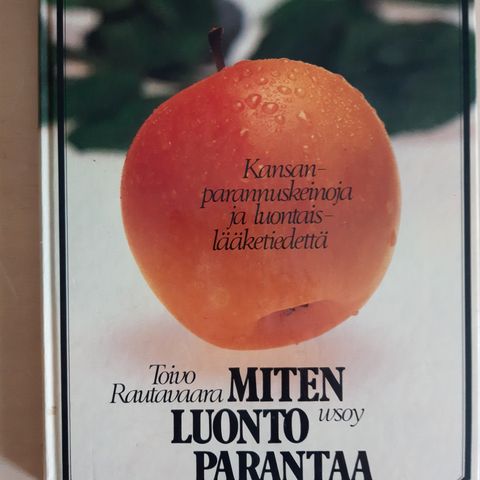 Kansan-
parannuskeinoja
ja luontais-
lääketiedettä
Toivo
Rautavaara MITEN
LUONTO wsoy
PARANTAA